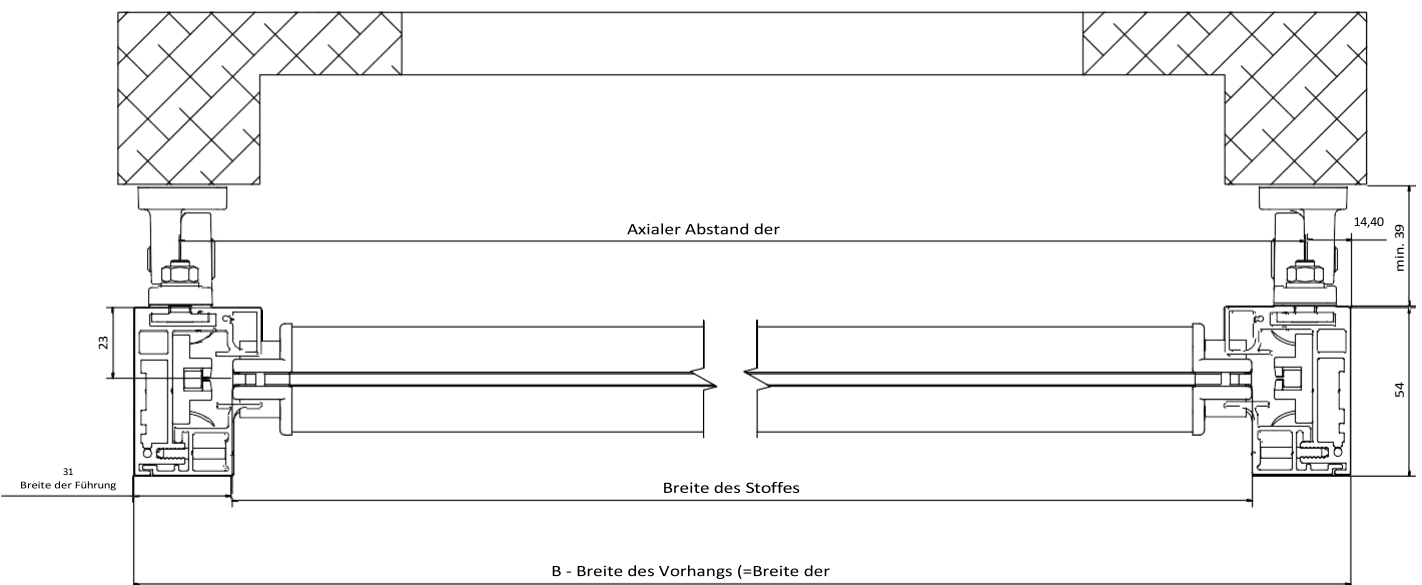 Axialer Abstand der
14,40
min. 39
23
54
31
Breite der Führung
Breite des Stoffes
B - Breite des Vorhangs (=Breite der